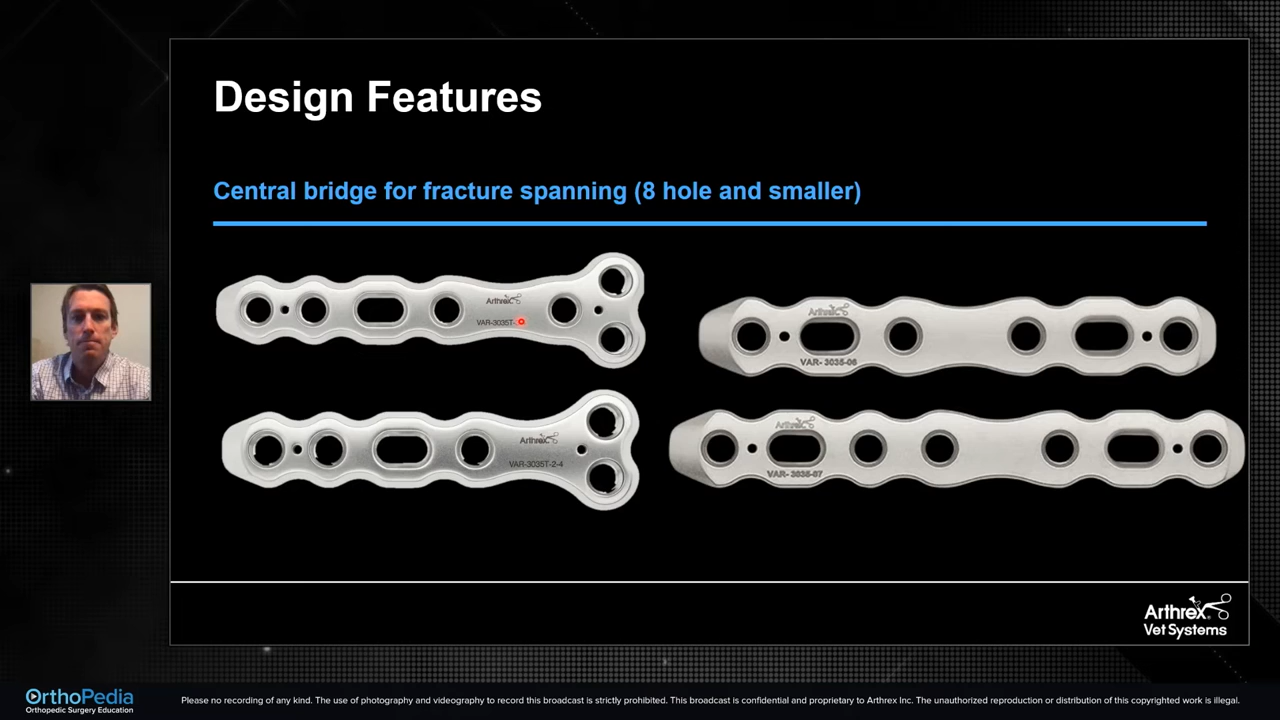 Design Features
Central bridge for fracture spanning (8 hole and smaller)
Arthrex
VAR-3035T-
Arthrex
VAR-3035T-2-4
Arthrex
VAR- 3035-06
Arthrex
VAR- 3035-07
Arthrex
Vet Systems
OrthoPedia
Orthopedic Surgery Education
Please no recording of any kind. The use of photography and videography to record this broadcast is strictly prohibited. This broadcast is confidential and proprietary to Arthrex Inc. The unauthorized reproduction or distribution of this copyrighted work is illegal.